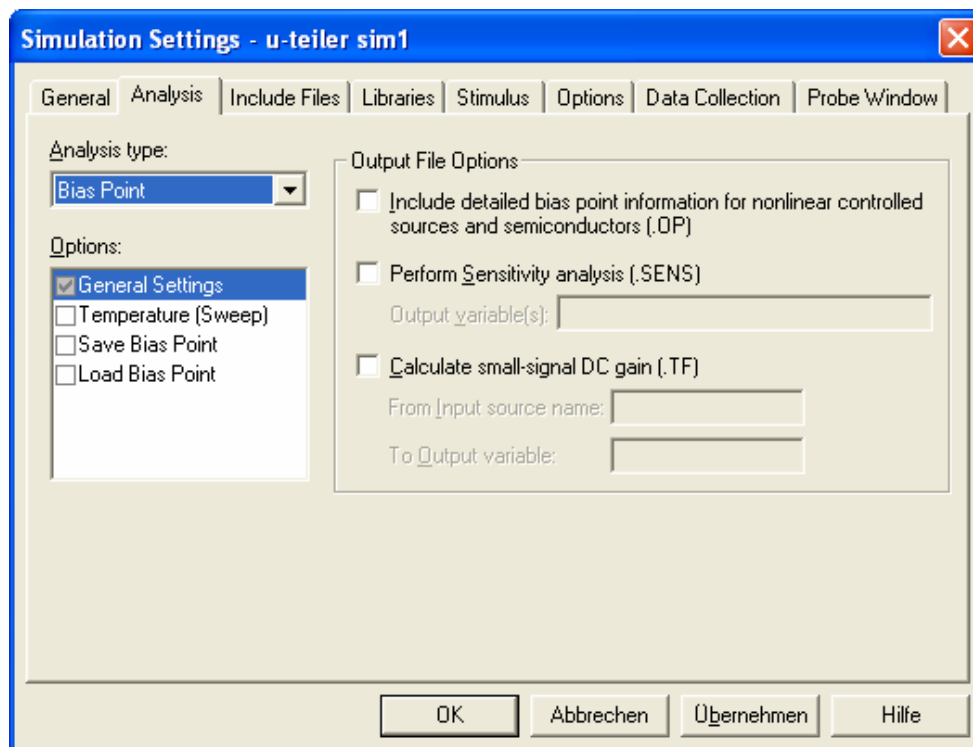 Simulation Settings - u-teiler sim1
General Analysis Include Files Libraries Stimulus Options Data Collection Probe Window
Analysis type:
Bias Point
Options:
General Settings
Temperature (Sweep)
Save Bias Point
Load Bias Point
Output File Options
Include detailed bias point information for nonlinear controlled
sources and semiconductors (.OP)
Perform Sensitivity analysis (.SENS)
Output variable(s):
Calculate small-signal DC gain (.TF)
From Input source name:
To Output variable:
OK Abbrechen Übernehmen Hilfe